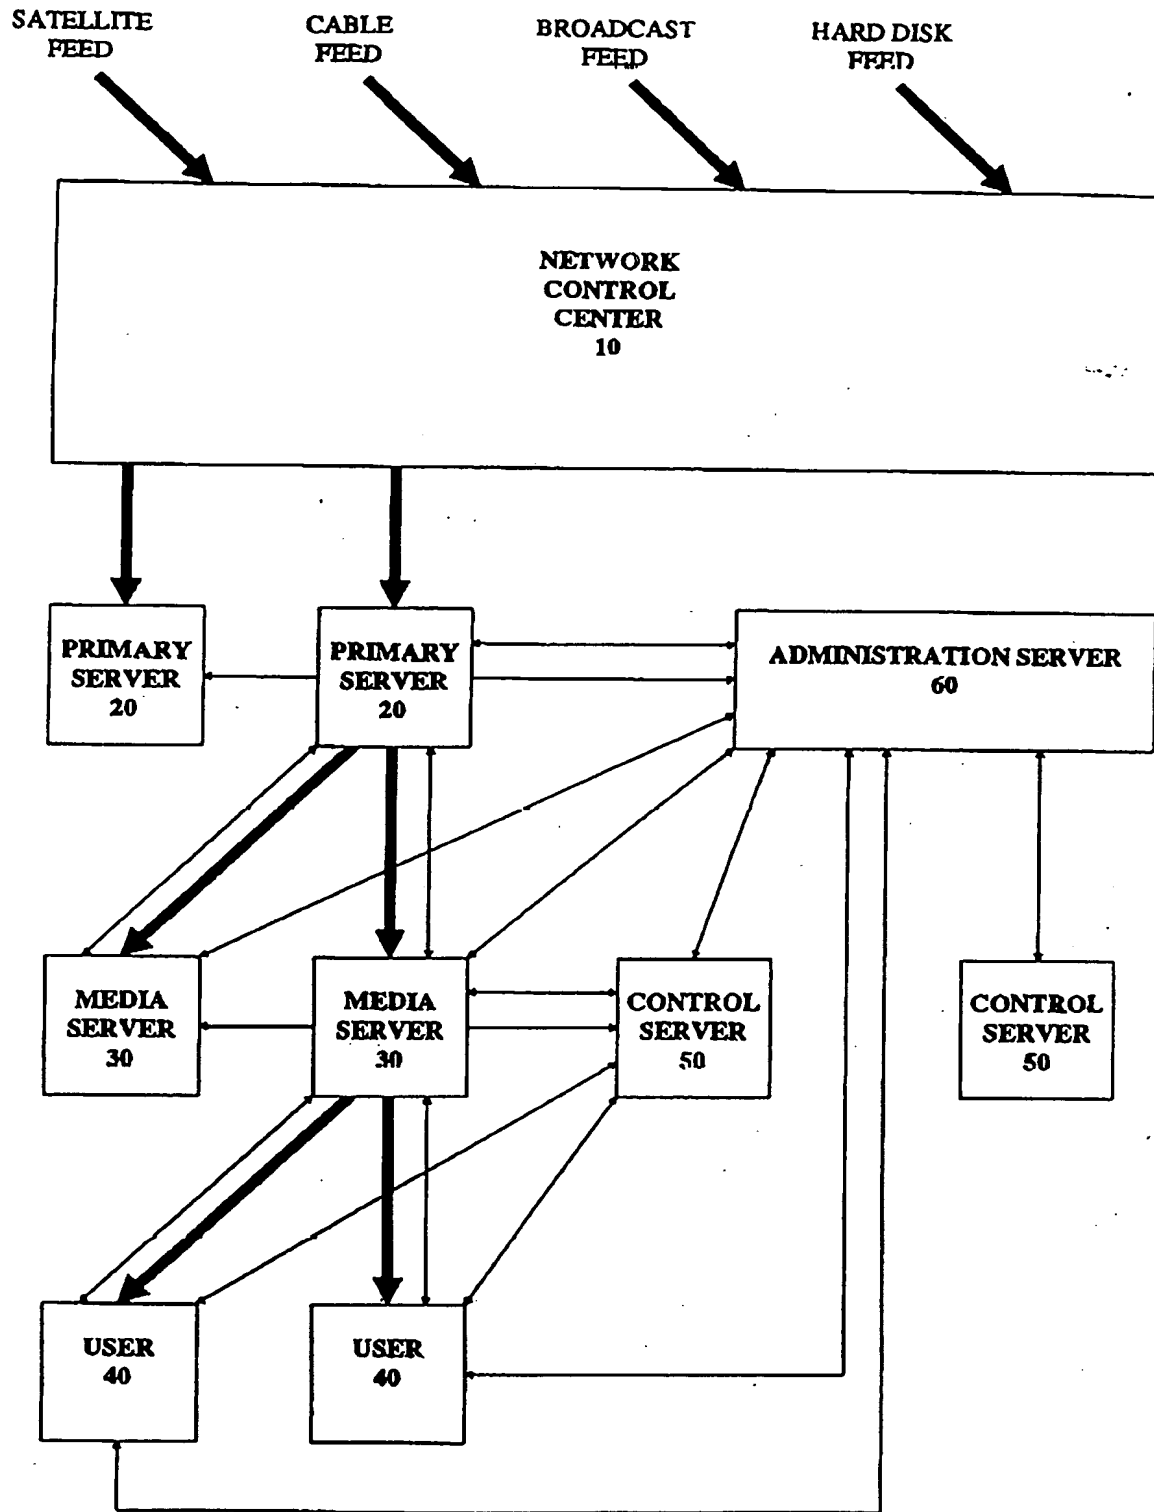 SATELLITE
FEED
CABLE
FEED
BROADCAST
FEED
HARD DISK
FEED
NETWORK
CONTROL
CENTER
10
PRIMARY
SERVER
20
PRIMARY
SERVER
20
ADMINISTRATION SERVER
60
MEDIA
SERVER
30
MEDIA
SERVER
30
CONTROL
SERVER
50
CONTROL
SERVER
50
USER
40
USER
40